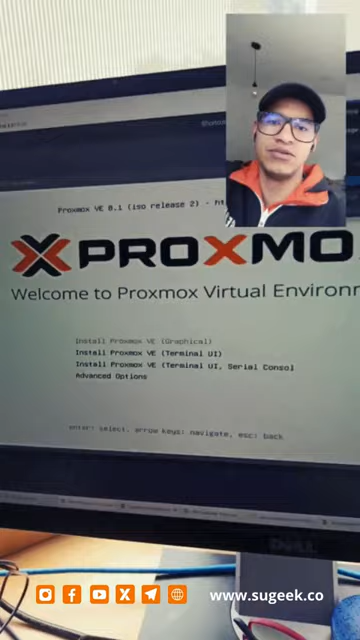 Proxmox VE 8.1 (iso release 2) - ht
PROXMO
Welcome to Proxmox Virtual Environm
Install Proxmox VE (Graphical)
Install Proxmox VE (Terminal UI)
Install Proxmox VE (Terminal UI, Serial Consol
Advanced Options
enter: select, arrow keys: navigate, esc: back
DELL
www.sugeek.co